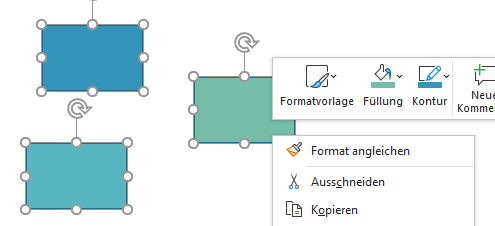 Formatvorlage Füllung Kontur Neue
Komme
Format angleichen
Ausschneiden
Kopieren